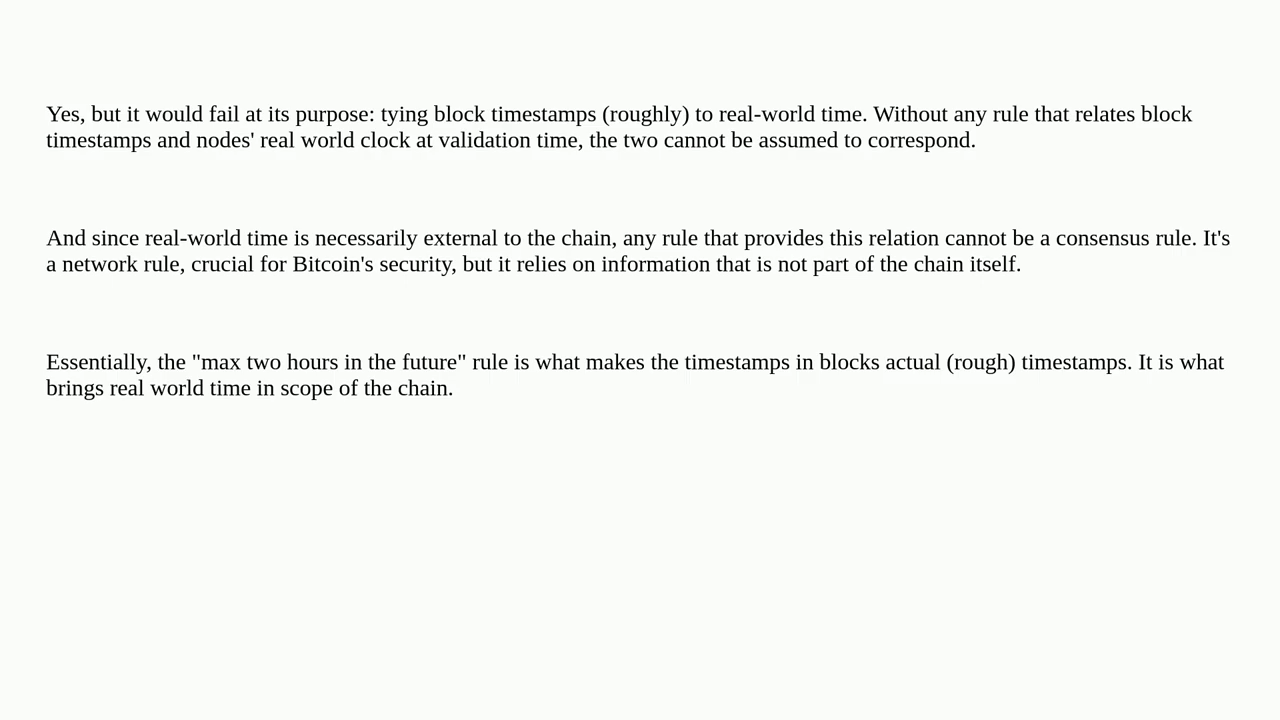 Yes, but it would fail at its purpose: tying block timestamps (roughly) to real-world time. Without any rule that relates block
timestamps and nodes' real world clock at validation time, the two cannot be assumed to correspond.
And since real-world time is necessarily external to the chain, any rule that provides this relation cannot be a consensus rule. It's
a network rule, crucial for Bitcoin's security, but it relies on information that is not part of the chain itself.
Essentially, the "max two hours in the future" rule is what makes the timestamps in blocks actual (rough) timestamps. It is what
brings real world time in scope of the chain.